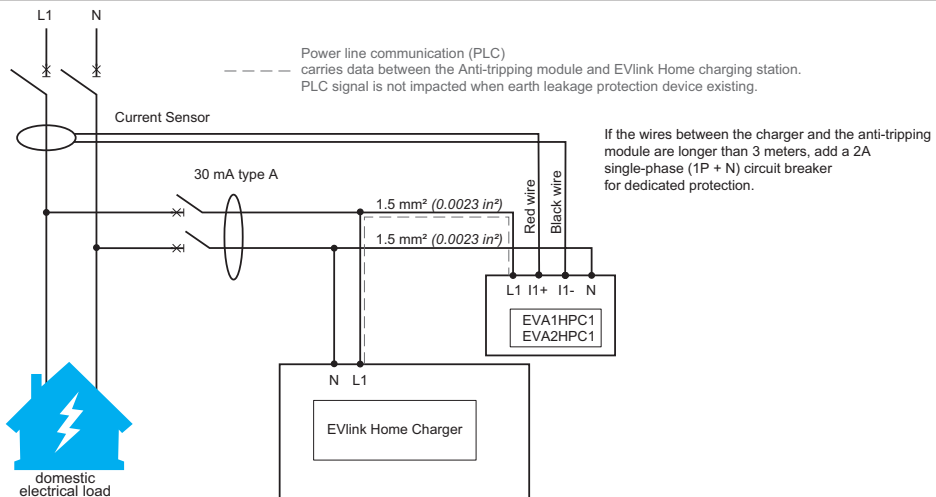 L1 N
Power line communication (PLC)
carries data between the Anti-tripping module and EVlink Home charging station.
PLC signal is not impacted when earth leakage protection device existing.
Current Sensor
If the wires between the charger and the anti-tripping
module are longer than 3 meters, add a 2A
single-phase (1P + N) circuit breaker
for dedicated protection.
30 mA type A
1.5 mm² (0.0023 in²)
Red wire
Black wire
1.5 mm² (0.0023 in²)
L1 I1+ I1- N
EVA1HPC1
EVA2HPC1
N L1
EVlink Home Charger
domestic
electrical load